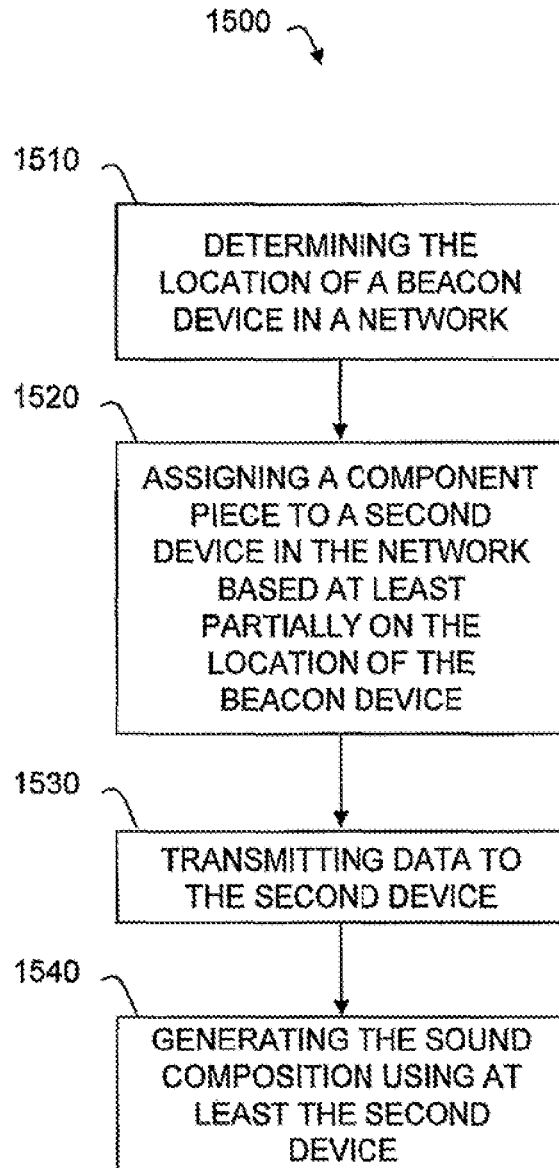 1500
1510
DETERMINING THE
LOCATION OF A BEACON
DEVICE IN A NETWORK
1520
ASSIGNING A COMPONENT
PIECE TO A SECOND
DEVICE IN THE NETWORK
BASED AT LEAST
PARTIALLY ON THE
LOCATION OF THE
BEACON DEVICE
1530
TRANSMITTING DATA TO
THE SECOND DEVICE
1540
GENERATING THE SOUND
COMPOSITION USING AT
LEAST THE SECOND
DEVICE